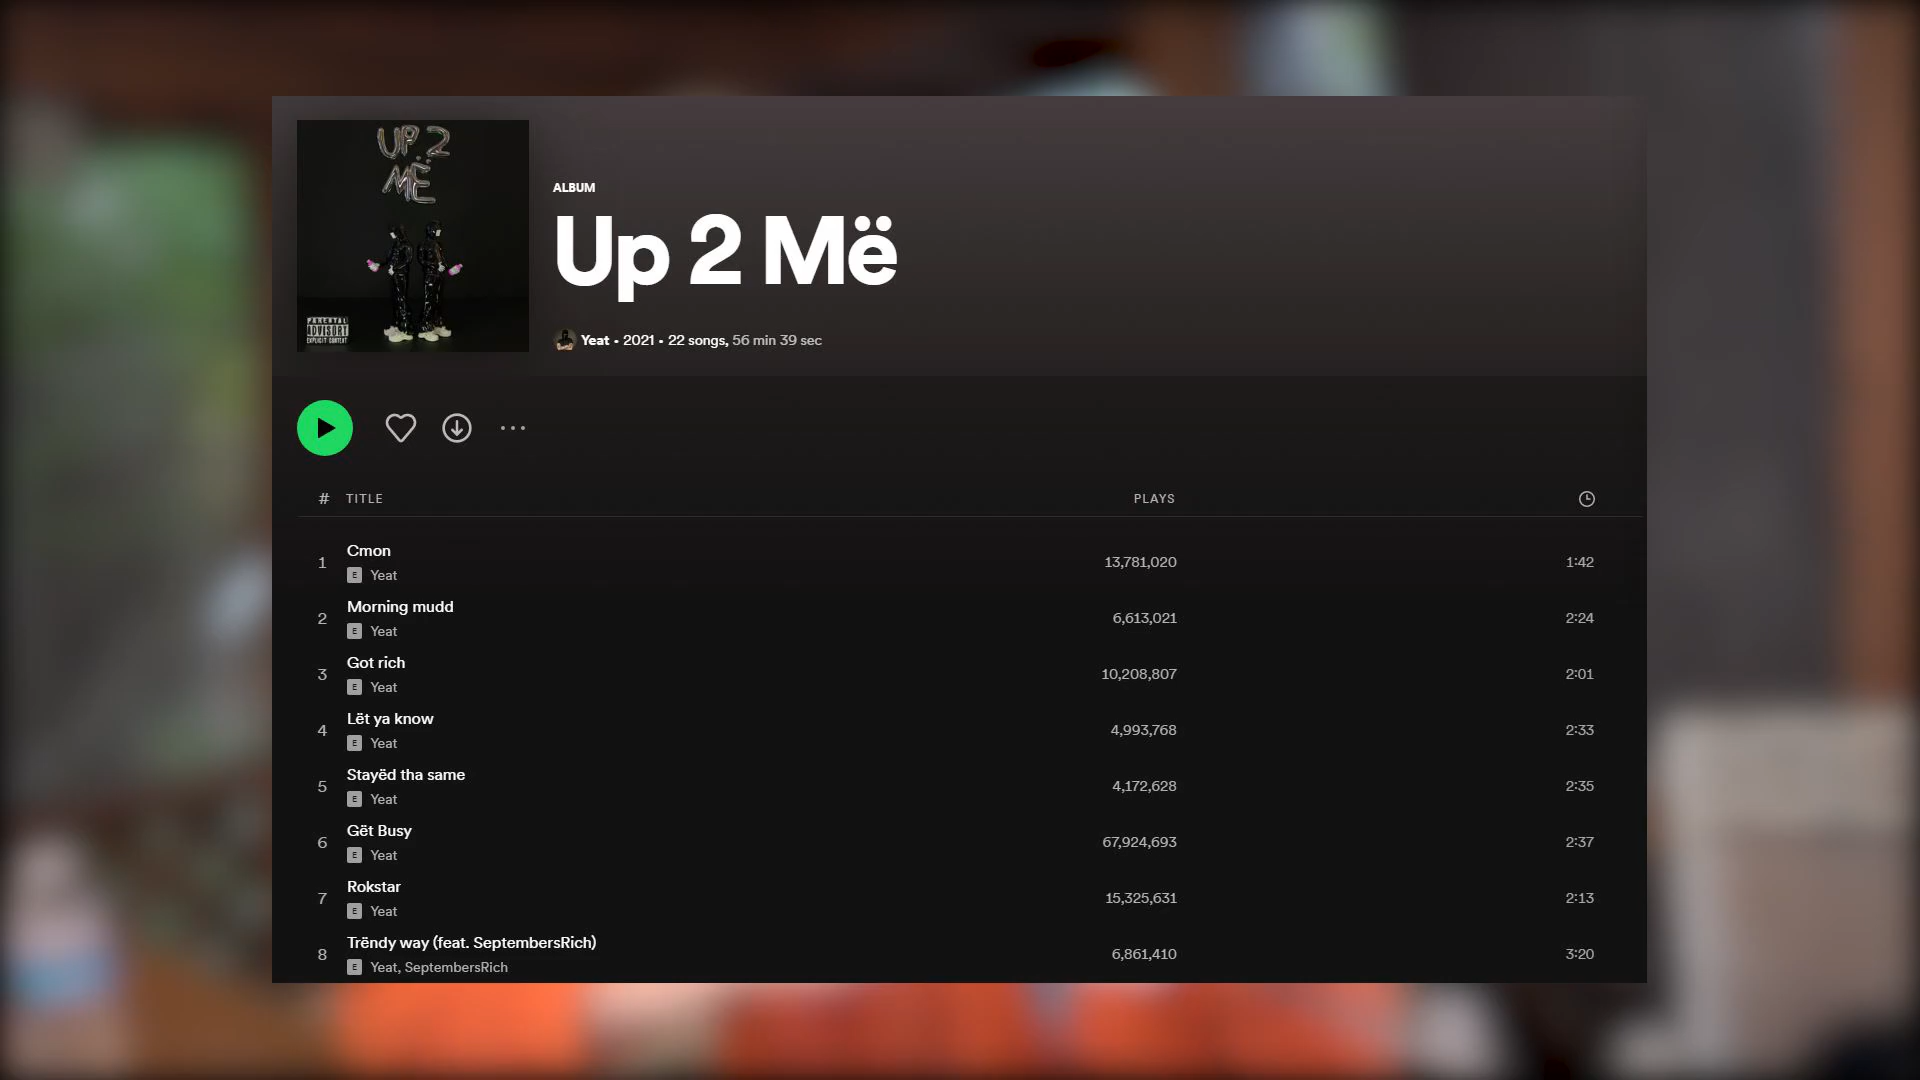 UP 2
MË
PARENTAL
ADVISORY
EXPLICIT CONTENT
ALBUM
Up 2 Më
Yeat • 2021 • 22 songs, 56 min 39 sec
# TITLE PLAYS
1 Cmon 13,781,020 1:42
E Yeat
2 Morning mudd 6,613,021 2:24
E Yeat
3 Got rich 10,208,807 2:01
E Yeat
4 Lët ya know 4,993,768 2:33
E Yeat
5 Stayëd tha same 4,172,628 2:35
E Yeat
6 Gët Busy 67,924,693 2:37
E Yeat
7 Rokstar 15,325,631 2:13
E Yeat
8 Trëndy way (feat. SeptembersRich) 6,861,410 3:20
E Yeat, SeptembersRich